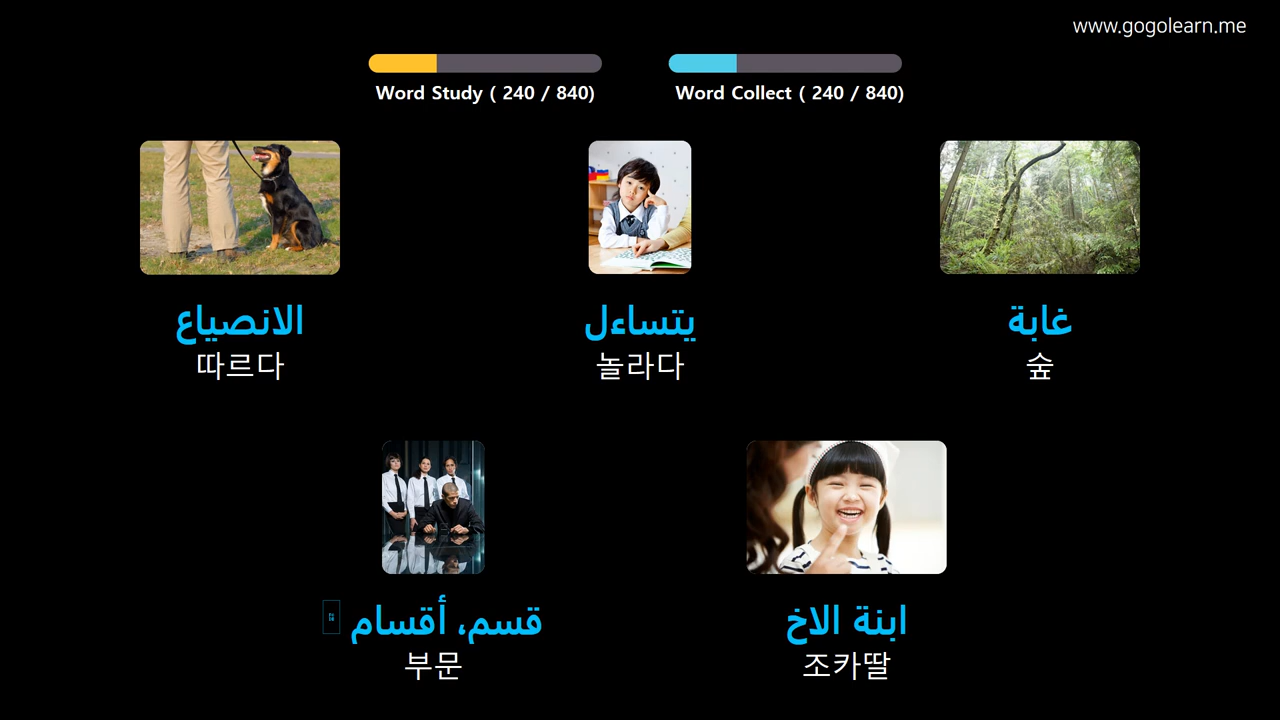 www.gogolearn.me
Word Study ( 240 / 840)
Word Collect ( 240 / 840)
الانصياع
따르다
يتساءل
놀라다
غابة
숲
قسم، أقسام
부문
ابنة الاخ
조카딸